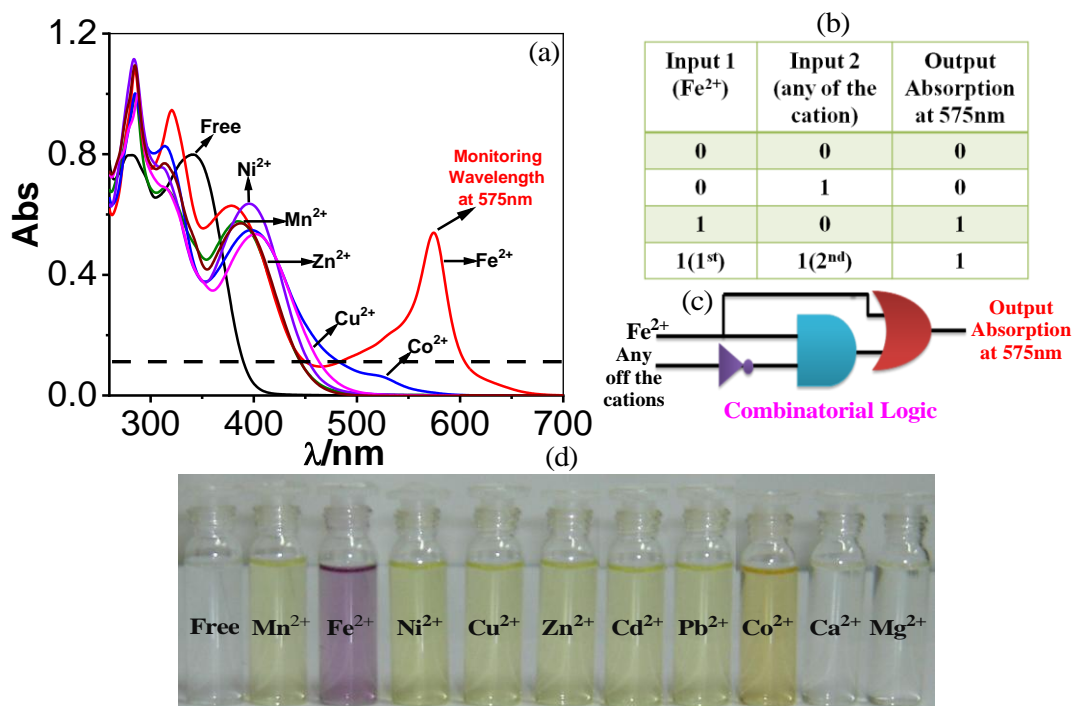 (a)
1.2
0.8
0.4
0.0
Abs
300
400
500
600
700
λ/nm
Free
Ni²⁺
Mn²⁺
Zn²⁺
Cu²⁺
Co²⁺
Fe²⁺
Monitoring
Wavelength
at 575nm
(b)
Input 1
(Fe²⁺)
Input 2
(any of the
cation)
Output
Absorption
at 575nm
0 0 0
0 1 0
1 0 1
1(1ˢᵗ) 1(2ⁿᵈ) 1
(c)
Fe²⁺
Any
off the
cations
Output
Absorption
at 575nm
Combinatorial Logic
(d)
Free Mn²⁺ Fe²⁺ Ni²⁺ Cu²⁺ Zn²⁺ Cd²⁺ Pb²⁺ Co²⁺ Ca²⁺ Mg²⁺